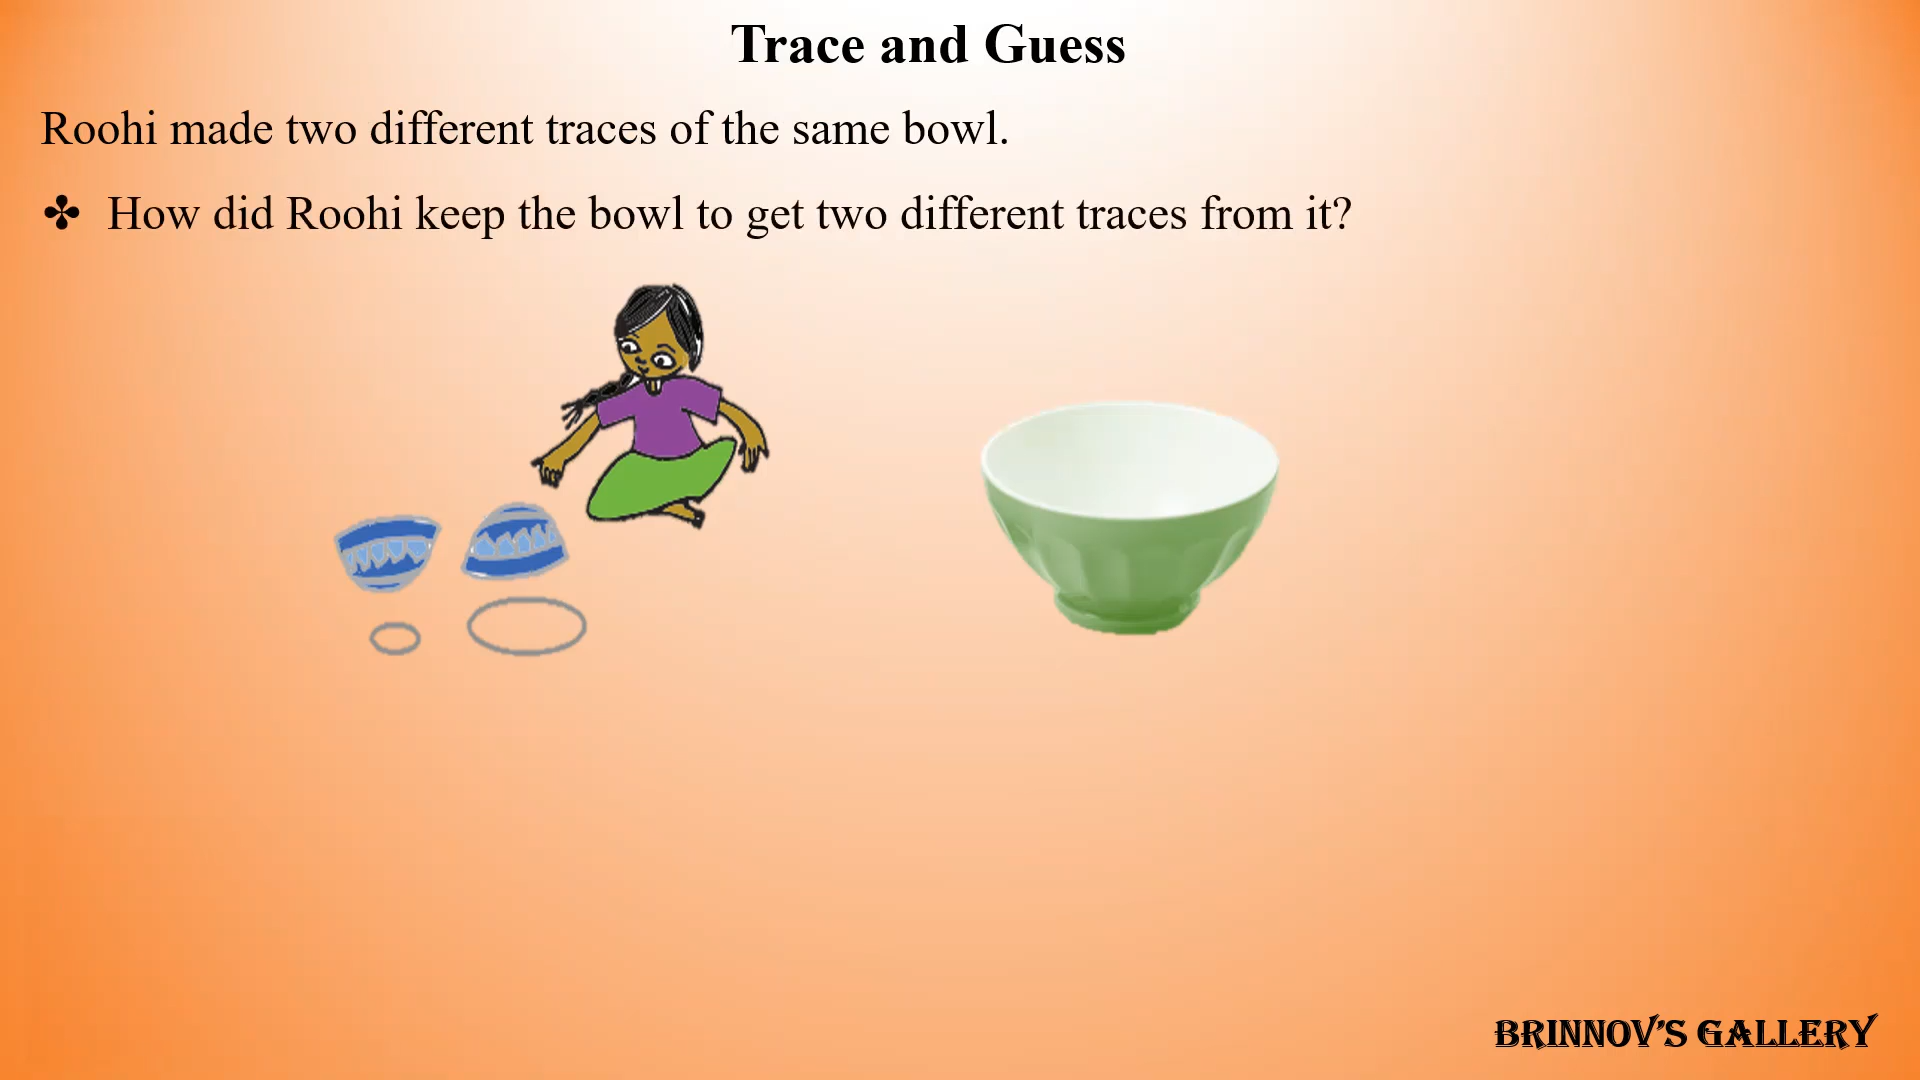 Trace and Guess
Roohi made two different traces of the same bowl.
✤ How did Roohi keep the bowl to get two different traces from it?
BRINNOV'S GALLERY